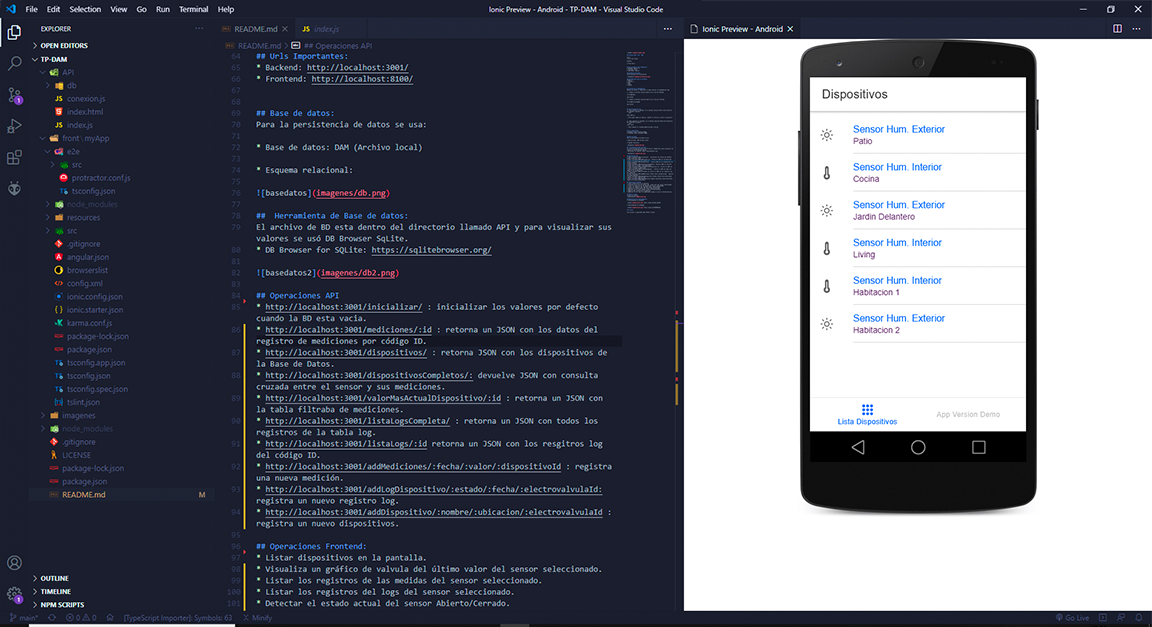 File Edit Selection View Go Run Terminal Help
Ionic Preview - Android - TP-DAM - Visual Studio Code
EXPLORER
OPEN EDITORS
TP-DAM
API
db
conexion.js
index.html
index.js
front \ myApp
e2e
src
protractor.conf.js
tsconfig.json
node_modules
resources
src
.gitignore
angular.json
browserslist
config.xml
ionic.config.json
ionic.starter.json
karma.conf.js
package-lock.json
package.json
tsconfig.app.json
tsconfig.json
tsconfig.spec.json
tslint.json
imagenes
node_modules
.gitignore
LICENSE
package-lock.json
package.json
README.md M
OUTLINE
TIMELINE
NPM SCRIPTS
README.md
index.js
README.md > ## Operaciones API
64 ## Urls Importantes:
65 * Backend: http://localhost:3001/
66 * Frontend: http://localhost:8100/
67
68
69 ## Base de datos:
70 Para la persistencia de datos se usa:
71
72 * Base de datos: DAM (Archivo local)
73
74 * Esquema relacional:
75
76 ![basedatos](imagenes/db.png)
77
78 ##  Herramienta de Base de datos:
79 El archivo de BD esta dentro del directorio llamado API y para visualizar sus
valores se usó DB Browser SqLite.
80 * DB Browser for SQLite: https://sqlitebrowser.org/
81
82 ![basedatos2](imagenes/db2.png)
83
84 ## Operaciones API
85 * http://localhost:3001/inicializar/ : inicializar los valores por defecto
cuando la BD esta vacía.
86 * http://localhost:3001/mediciones/:id : retorna un JSON con los datos del
registro de mediciones por código ID.
87 * http://localhost:3001/dispositivos/ : retorna JSON con los dispositivos de
la Base de Datos.
88 * http://localhost:3001/dispositivosCompletos/: devuelve JSON con consulta
cruzada entre el sensor y sus mediciones.
89 * http://localhost:3001/valorMasActualDispositivo/:id : retorna un JSON con
la tabla filtraba de mediciones.
90 * http://localhost:3001/listaLogsCompleta/ : retorna un JSON con todos los
registros de la tabla log.
91 * http://localhost:3001/listaLogs/:id retorna un JSON con los resgitros log
del código ID.
92 * http://localhost:3001/addMediciones/:fecha/:valor/:dispositivoId : registra
una nueva medición.
93 * http://localhost:3001/addLogDispositivo/:estado/:fecha/:electrovalvulaId:
registra un nuevo registro log.
94 * http://localhost:3001/addDispositivo/:nombre/:ubicacion/:electrovalvulaId :
registra un nuevo dispositivos.
95
96 ## Operaciones Frontend:
97 * Listar dispositivos en la pantalla.
98 * Visualiza un gráfico de valvula del último valor del sensor seleccionado.
99 * Listar los registros de las medidas del sensor seleccionado.
100 * Listar los registros del logs del sensor seleccionado.
101 * Detectar el estado actual del sensor Abierto/Cerrado.
Ionic Preview - Android
Dispositivos
Sensor Hum. Exterior
Patio
Sensor Hum. Interior
Cocina
Sensor Hum. Exterior
Jardin Delantero
Sensor Hum. Interior
Living
Sensor Hum. Interior
Habitacion 1
Sensor Hum. Exterior
Habitacion 2
Lista Dispositivos
App Version Demo
main* 0 0 [TypeScript Importer]: Symbols: 63 Minify
Go Live